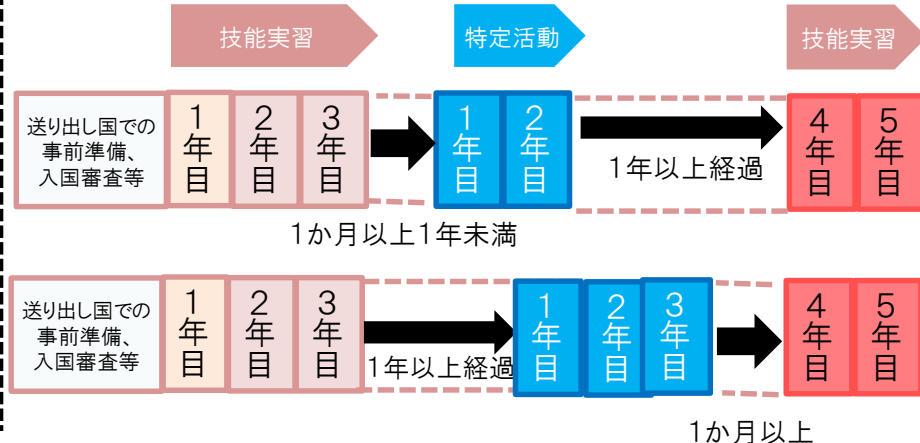 技能実習
特定活動
技能実習
送り出し国での
事前準備、
入国審査等
1年目
2年目
3年目
1年目
2年目
1年以上経過
4年目
5年目
1か月以上1年未満
送り出し国での
事前準備、
入国審査等
1年目
2年目
3年目
1年以上経過
1年目
2年目
3年目
4年目
5年目
1か月以上